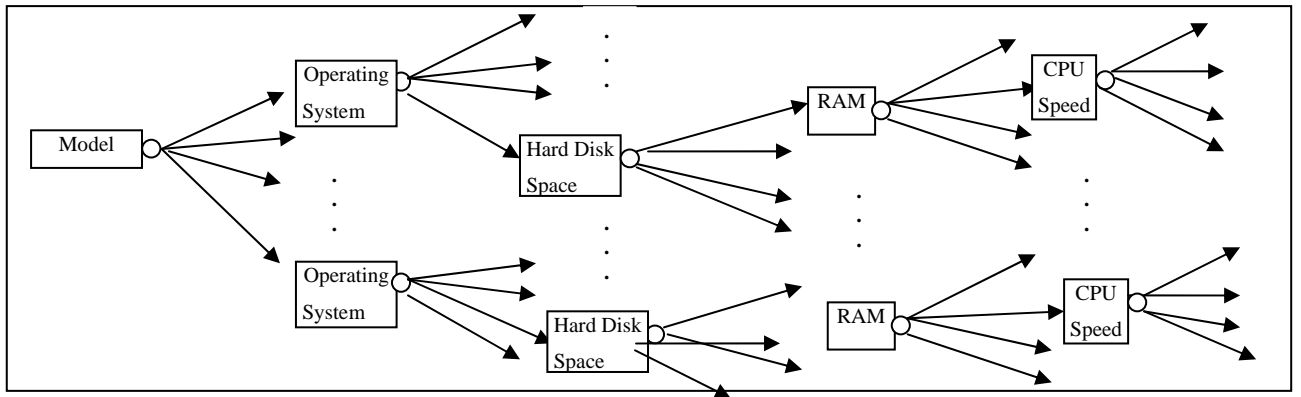 Model
Operating
System
Hard Disk
Space
RAM
CPU
Speed
Operating
System
Hard Disk
Space
RAM
CPU
Speed